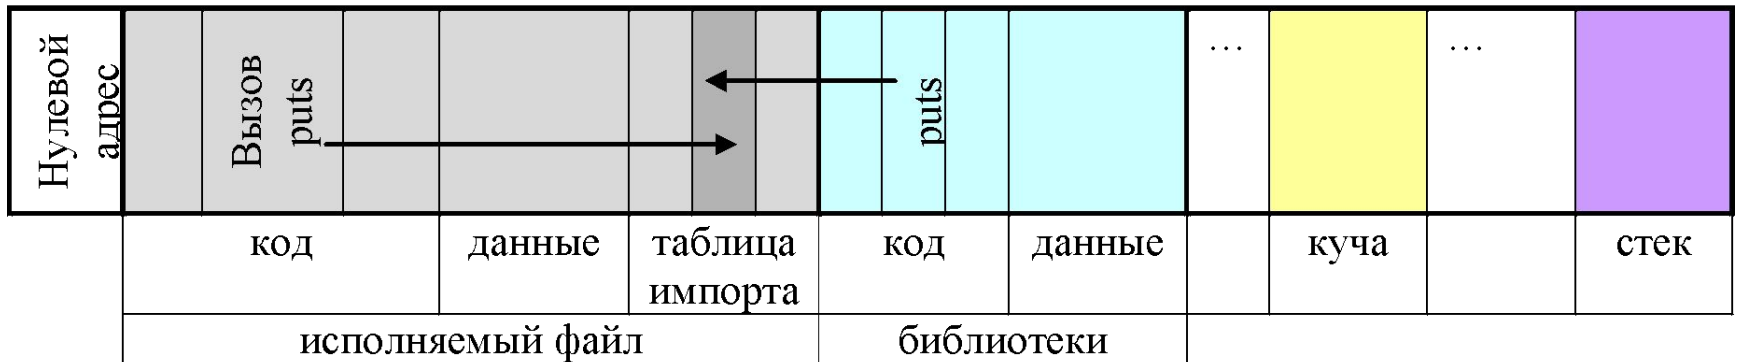 Нулевой
адрес
Вызов
puts
puts
…
…
код
данные
таблица
импорта
код
данные
куча
стек
исполняемый файл
библиотеки